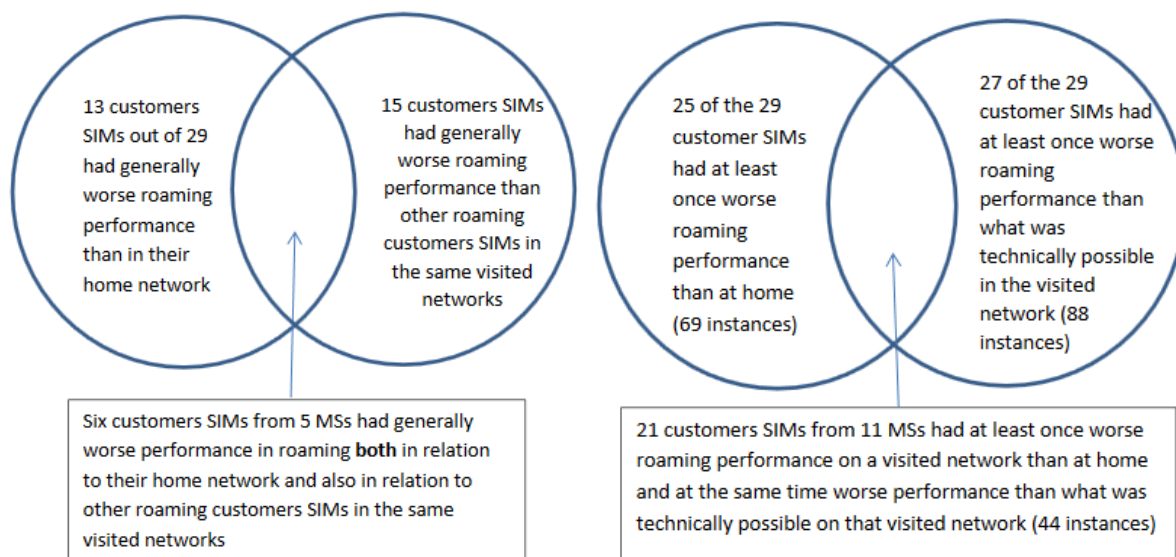 13 customers
SIMs out of 29
had generally
worse roaming
performance
than in their
home network
15 customers SIMs
had generally
worse roaming
performance than
other roaming
customers SIMs in
the same visited
networks
Six customers SIMs from 5 MSs had generally
worse performance in roaming both in relation
to their home network and also in relation to
other roaming customers SIMs in the same
visited networks
25 of the 29
customer SIMs
had at least
once worse
roaming
performance
than at home
(69 instances)
27 of the 29
customer SIMs had
at least once worse
roaming
performance than
what was
technically possible
in the visited
network (88
instances)
21 customers SIMs from 11 MSs had at least once worse
roaming performance on a visited network than at home
and at the same time worse performance than what was
technically possible on that visited network (44 instances)